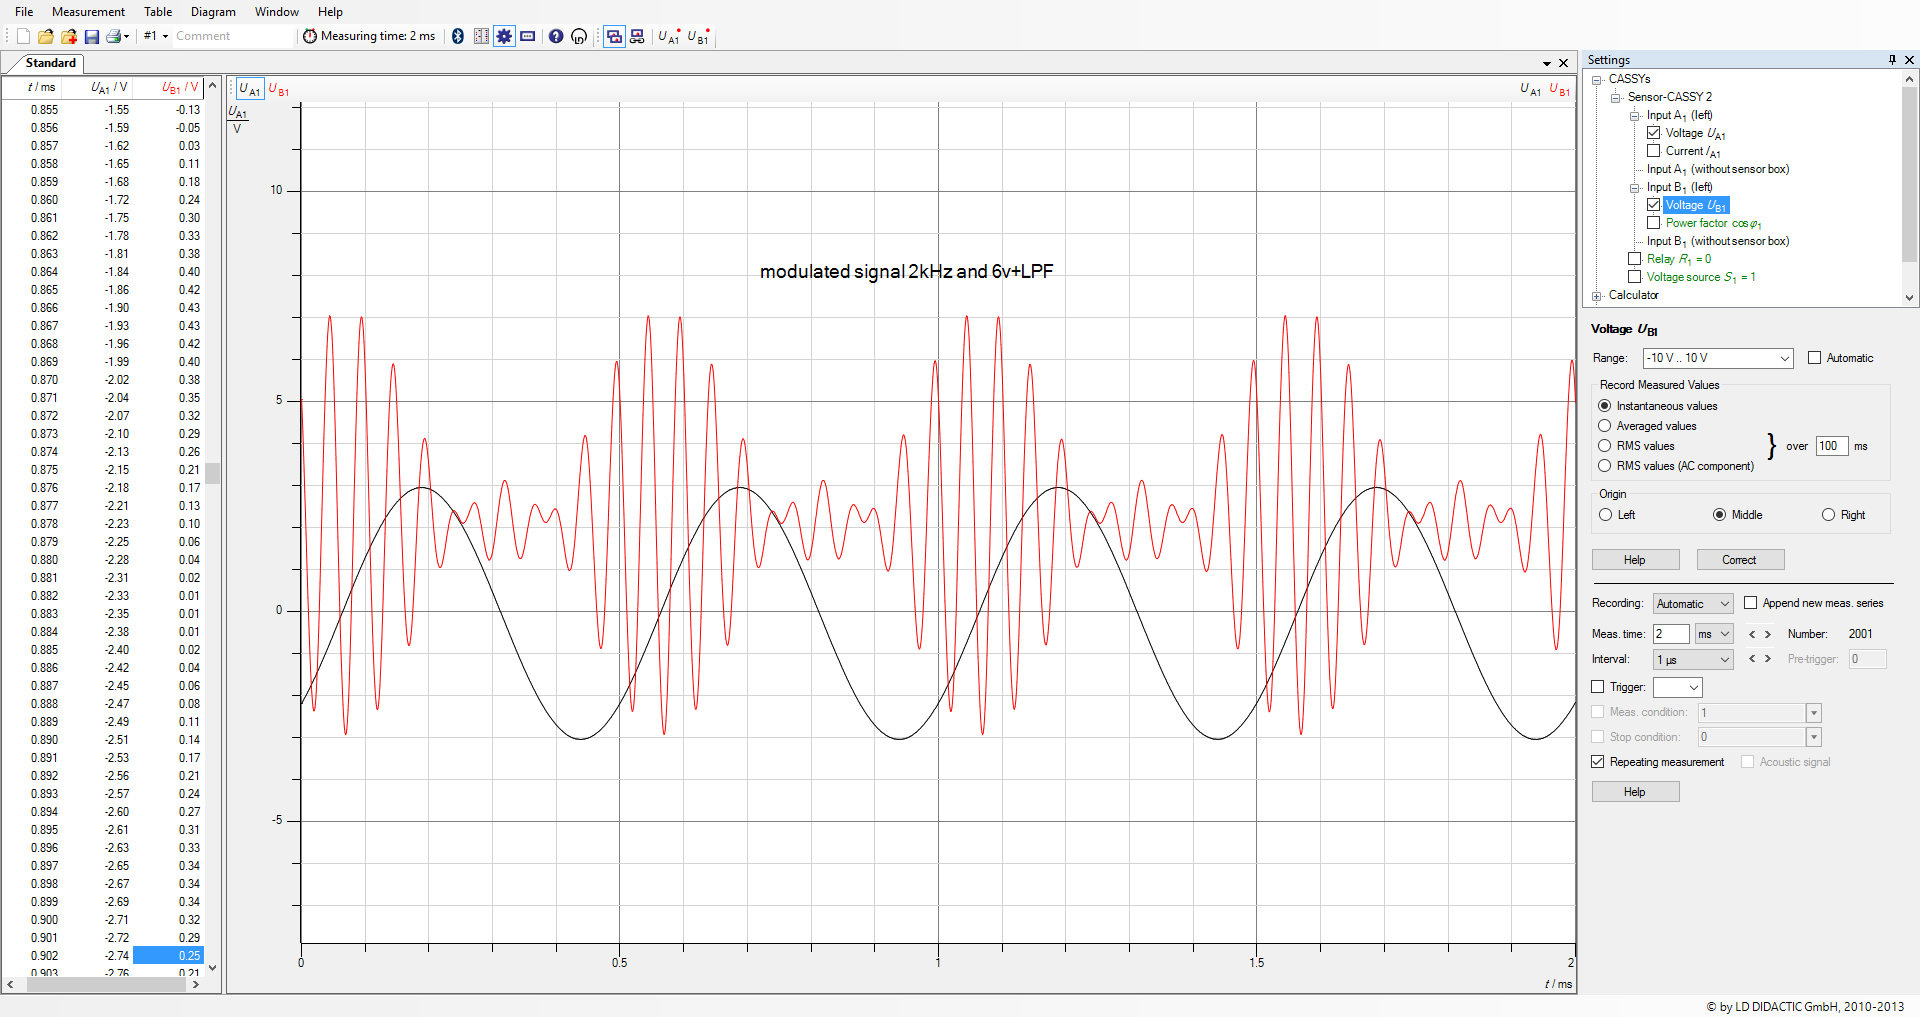 File Measurement Table Diagram Window Help
#1 Comment Measuring time: 2 ms UA1 UB1
Standard
t / ms UA1 / V UB1 / V
0.855 -1.55 -0.13
0.856 -1.59 -0.05
0.857 -1.62 0.03
0.858 -1.65 0.11
0.859 -1.68 0.18
0.860 -1.72 0.24
0.861 -1.75 0.30
0.862 -1.78 0.33
0.863 -1.81 0.38
0.864 -1.84 0.40
0.865 -1.86 0.42
0.866 -1.90 0.43
0.867 -1.93 0.43
0.868 -1.96 0.42
0.869 -1.99 0.40
0.870 -2.02 0.38
0.871 -2.04 0.35
0.872 -2.07 0.32
0.873 -2.10 0.29
0.874 -2.13 0.26
0.875 -2.15 0.21
0.876 -2.18 0.17
0.877 -2.21 0.13
0.878 -2.23 0.10
0.879 -2.25 0.06
0.880 -2.28 0.04
0.881 -2.31 0.02
0.882 -2.33 0.01
0.883 -2.35 0.01
0.884 -2.38 0.01
0.885 -2.40 0.02
0.886 -2.42 0.04
0.887 -2.45 0.06
0.888 -2.47 0.08
0.889 -2.49 0.11
0.890 -2.51 0.14
0.891 -2.53 0.17
0.892 -2.56 0.21
0.893 -2.57 0.24
0.894 -2.60 0.27
0.895 -2.61 0.31
0.896 -2.63 0.33
0.897 -2.65 0.34
0.898 -2.67 0.34
0.899 -2.69 0.34
0.900 -2.71 0.32
0.901 -2.72 0.29
0.902 -2.74 0.25
0.903 -2.76 0.21
UA1 UB1 UA1 UB1
UA1
V
10
modulated signal 2kHz and 6v+LPF
5
0
-5
0 0.5 1 1.5 2
t / ms
Settings
CASSYs
Sensor-CASSY 2
Input A1 (left)
Voltage UA1
Current IA1
Input A1 (without sensor box)
Input B1 (left)
Voltage UB1
Power factor cosφ1
Input B1 (without sensor box)
Relay R1 = 0
Voltage source S1 = 1
Calculator
Voltage UB1
Range: -10 V .. 10 V Automatic
Record Measured Values
Instantaneous values
Averaged values
RMS values } over 100 ms
RMS values (AC component)
Origin
Left Middle Right
Help Correct
Recording: Automatic Append new meas. series
Meas. time: 2 ms < > Number: 2001
Interval: 1 µs < > Pre-trigger: 0
Trigger:
Meas. condition: 1
Stop condition: 0
Repeating measurement Acoustic signal
Help
© by LD DIDACTIC GmbH, 2010-2013